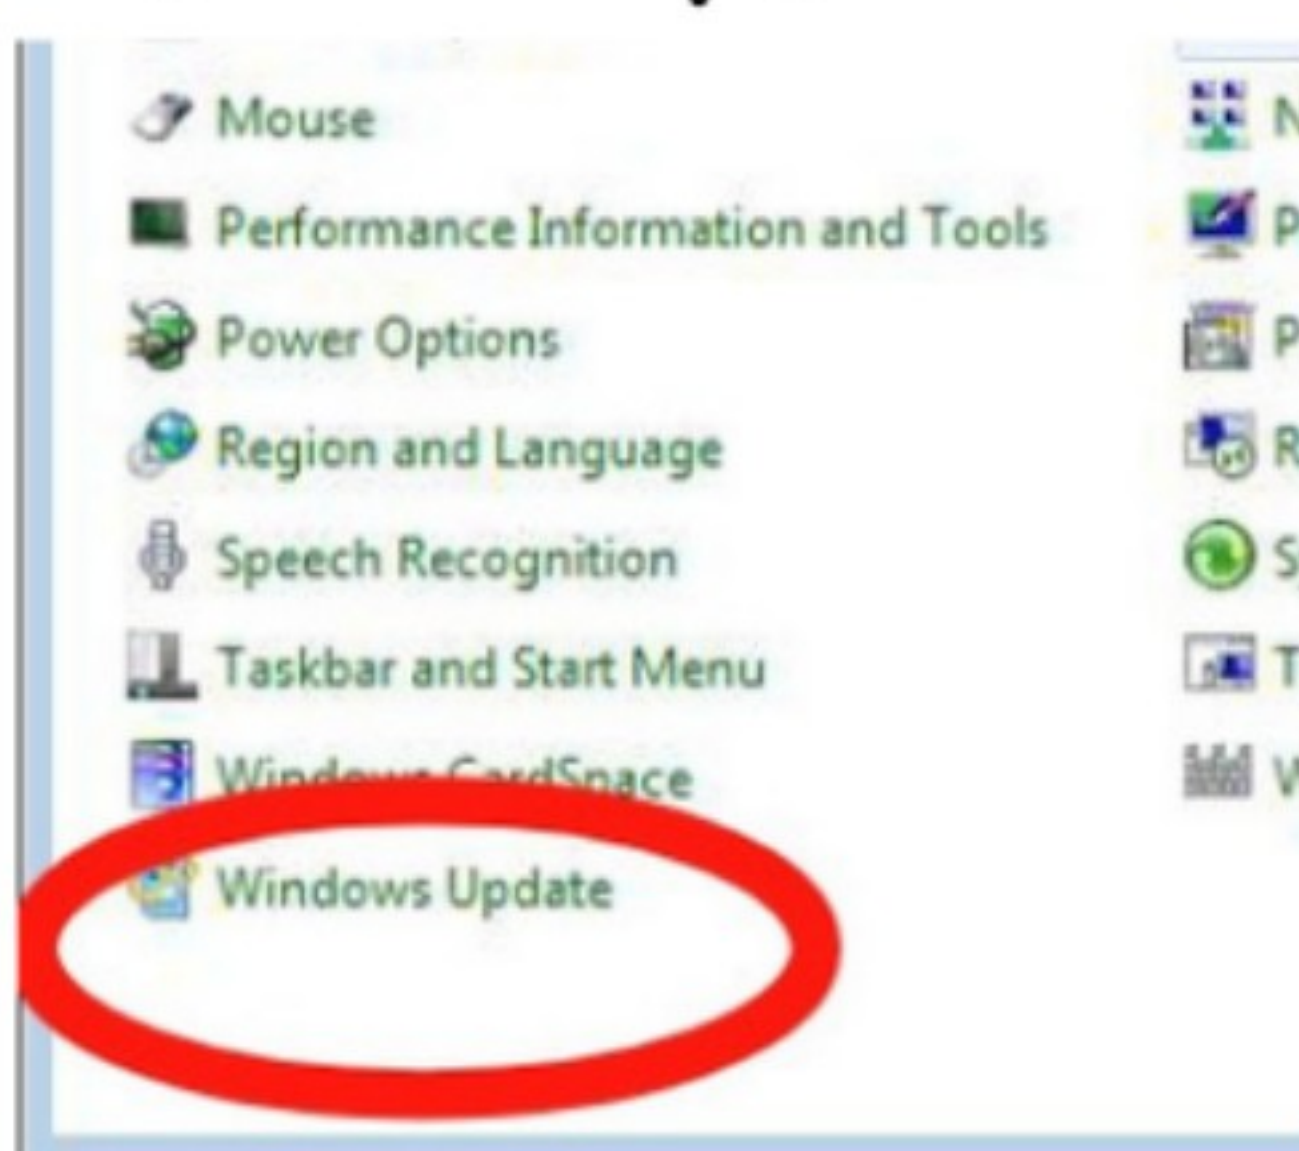 Mouse
Performance Information and Tools
Power Options
Region and Language
Speech Recognition
Taskbar and Start Menu
Windows CardSpace
Windows Update